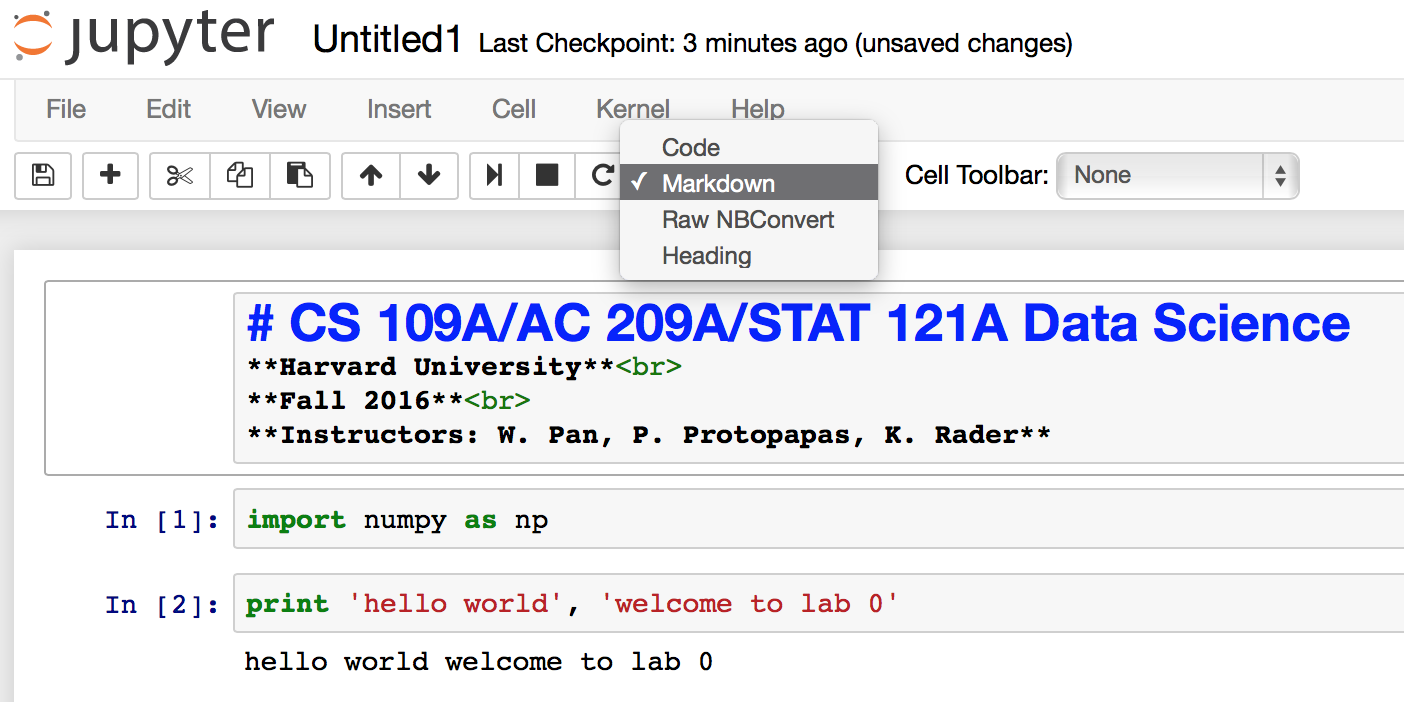 jupyter Untitled1 Last Checkpoint: 3 minutes ago (unsaved changes)
File Edit View Insert Cell Kernel Help
Code
✓ Markdown
Raw NBConvert
Heading
Cell Toolbar: None
# CS 109A/AC 209A/STAT 121A Data Science
**Harvard University**<br>
**Fall 2016**<br>
**Instructors: W. Pan, P. Protopapas, K. Rader**
In [1]: import numpy as np
In [2]: print 'hello world', 'welcome to lab 0'
hello world welcome to lab 0